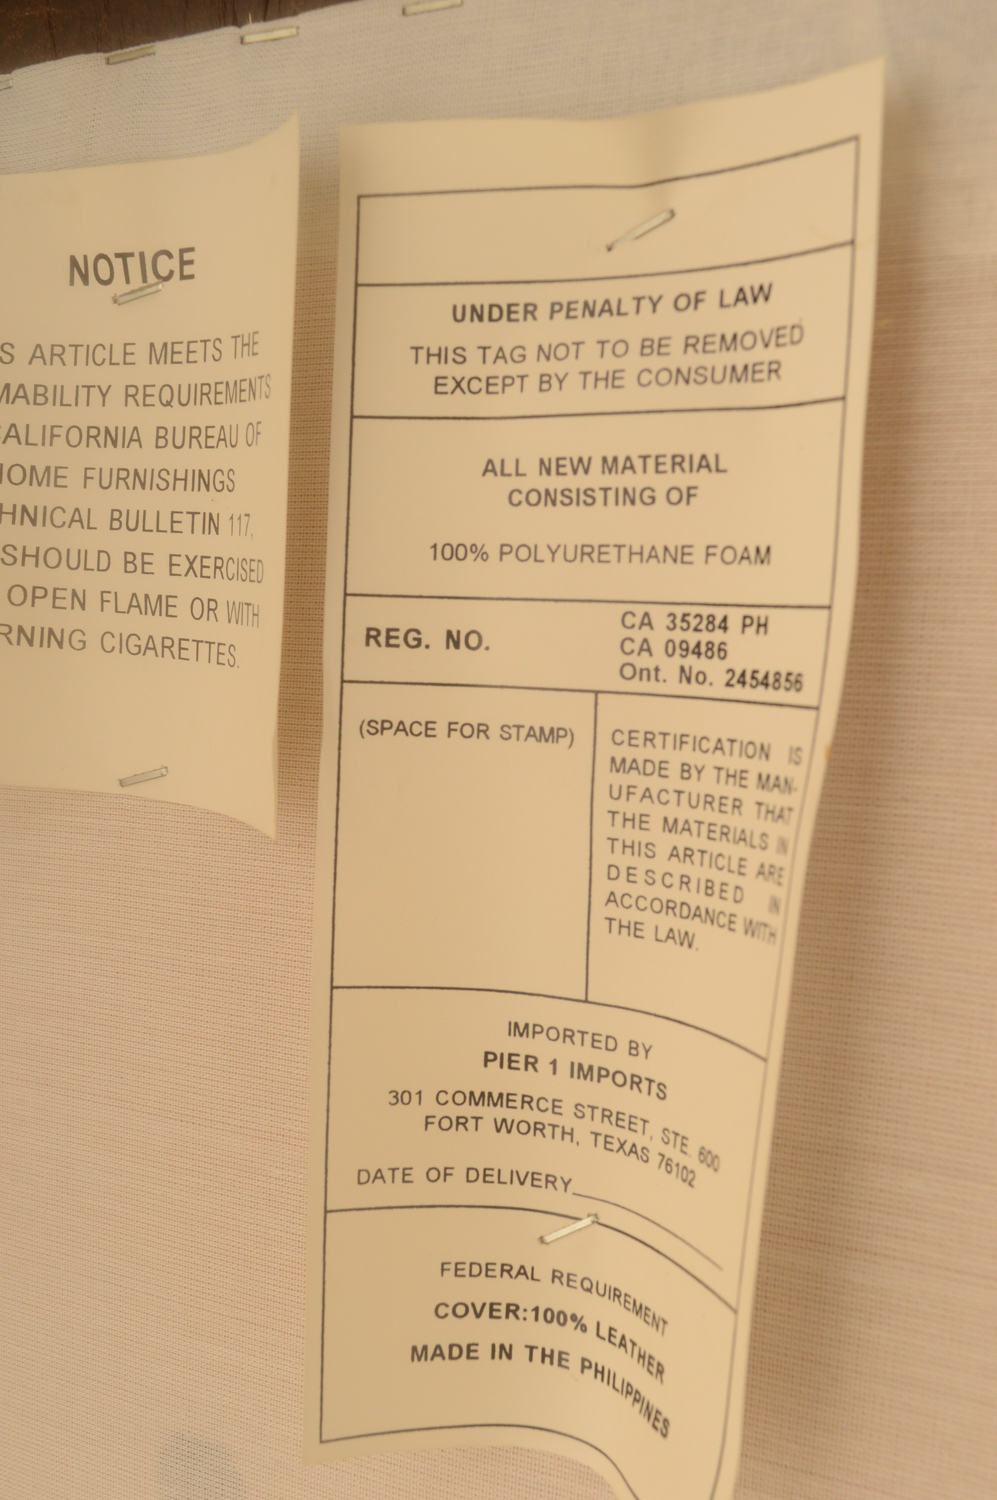 NOTICE
S ARTICLE MEETS THE
MABILITY REQUIREMENTS
CALIFORNIA BUREAU OF
HOME FURNISHINGS
HNICAL BULLETIN 117,
SHOULD BE EXERCISED
OPEN FLAME OR WITH
RNING CIGARETTES.
UNDER PENALTY OF LAW
THIS TAG NOT TO BE REMOVED
EXCEPT BY THE CONSUMER
ALL NEW MATERIAL
CONSISTING OF
100% POLYURETHANE FOAM
REG. NO.
CA 35284 PH
CA 09486
Ont. No. 2454856
(SPACE FOR STAMP)
CERTIFICATION IS
MADE BY THE MAN-
UFACTURER THAT
THE MATERIALS IN
THIS ARTICLE ARE
DESCRIBED IN
ACCORDANCE WITH
THE LAW.
IMPORTED BY
PIER 1 IMPORTS
301 COMMERCE STREET, STE. 600
FORT WORTH, TEXAS 76102
DATE OF DELIVERY
FEDERAL REQUIREMENT
COVER:100% LEATHER
MADE IN THE PHILIPPINES